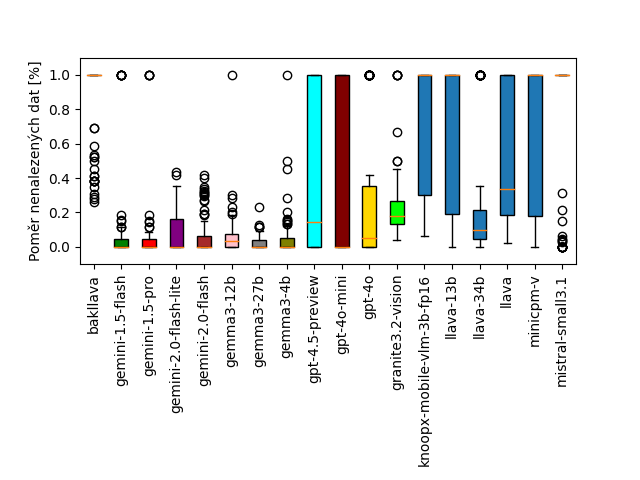 Poměr nenalezených dat [%]
1.0
0.8
0.6
0.4
0.2
0.0
bakllava
gemini-1.5-flash
gemini-1.5-pro
gemini-2.0-flash-lite
gemini-2.0-flash
gemma3-12b
gemma3-27b
gemma3-4b
gpt-4.5-preview
gpt-4o-mini
gpt-4o
granite3.2-vision
knoopx-mobile-vlm-3b-fp16
llava-13b
llava-34b
llava
minicpm-v
mistral-small3.1